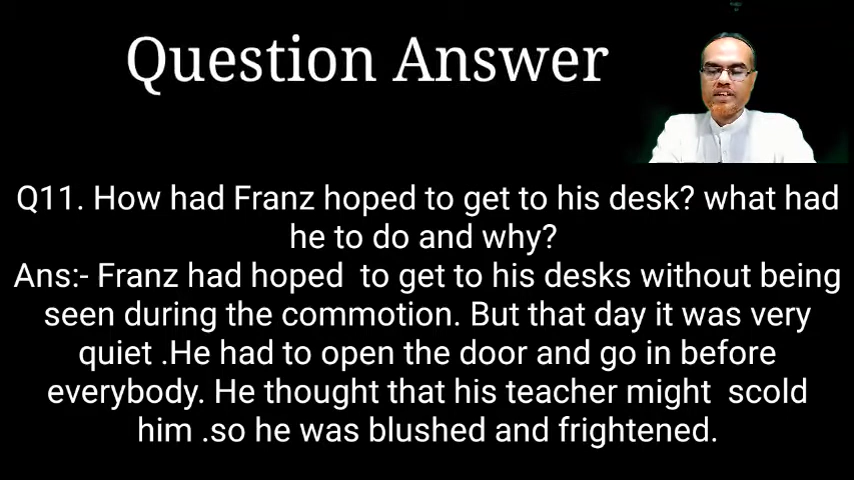 Question Answer
Q11. How had Franz hoped to get to his desk? what had
he to do and why?
Ans:- Franz had hoped  to get to his desks without being
seen during the commotion. But that day it was very
quiet .He had to open the door and go in before
everybody. He thought that his teacher might  scold
him .so he was blushed and frightened.